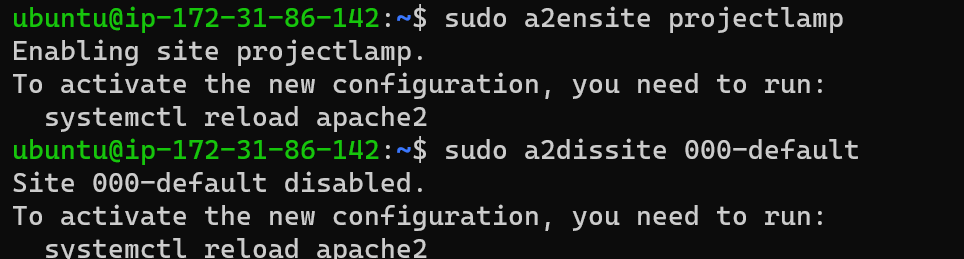 ubuntu@ip-172-31-86-142:~$ sudo a2ensite projectlamp
Enabling site projectlamp.
To activate the new configuration, you need to run:
  systemctl reload apache2
ubuntu@ip-172-31-86-142:~$ sudo a2dissite 000-default
Site 000-default disabled.
To activate the new configuration, you need to run:
  systemctl reload apache2